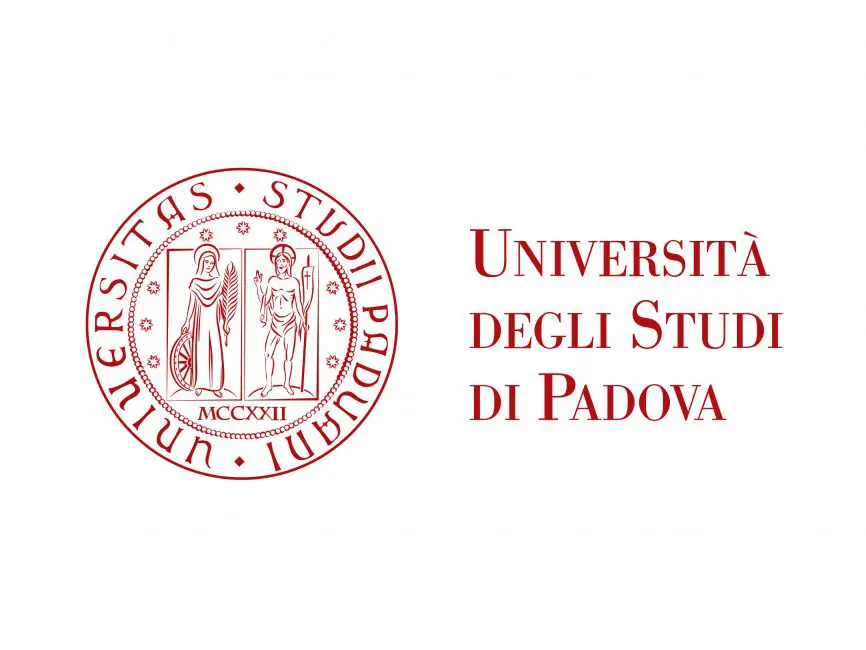 UNIVERSITAS • STUDII PADUANI •
MCCXXII
UNIVERSITÀ
DEGLI STUDI
DI PADOVA